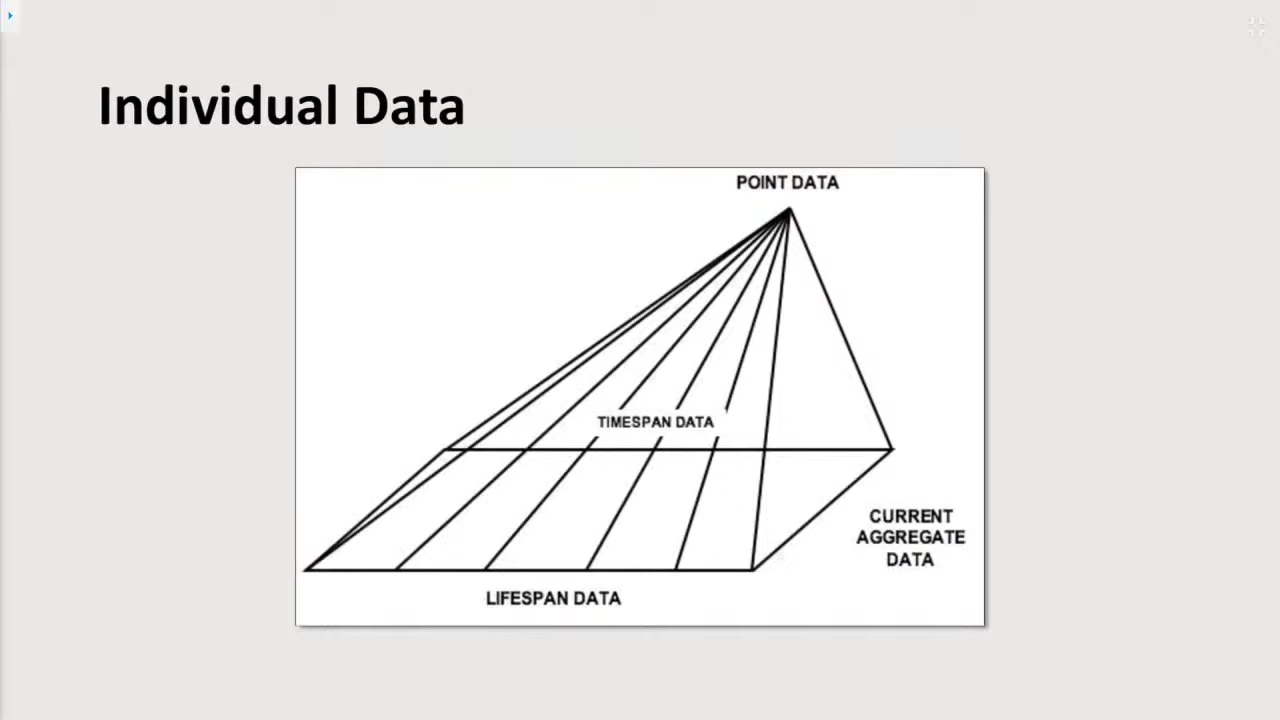 Individual Data
POINT DATA
TIMESPAN DATA
CURRENT
AGGREGATE
DATA
LIFESPAN DATA